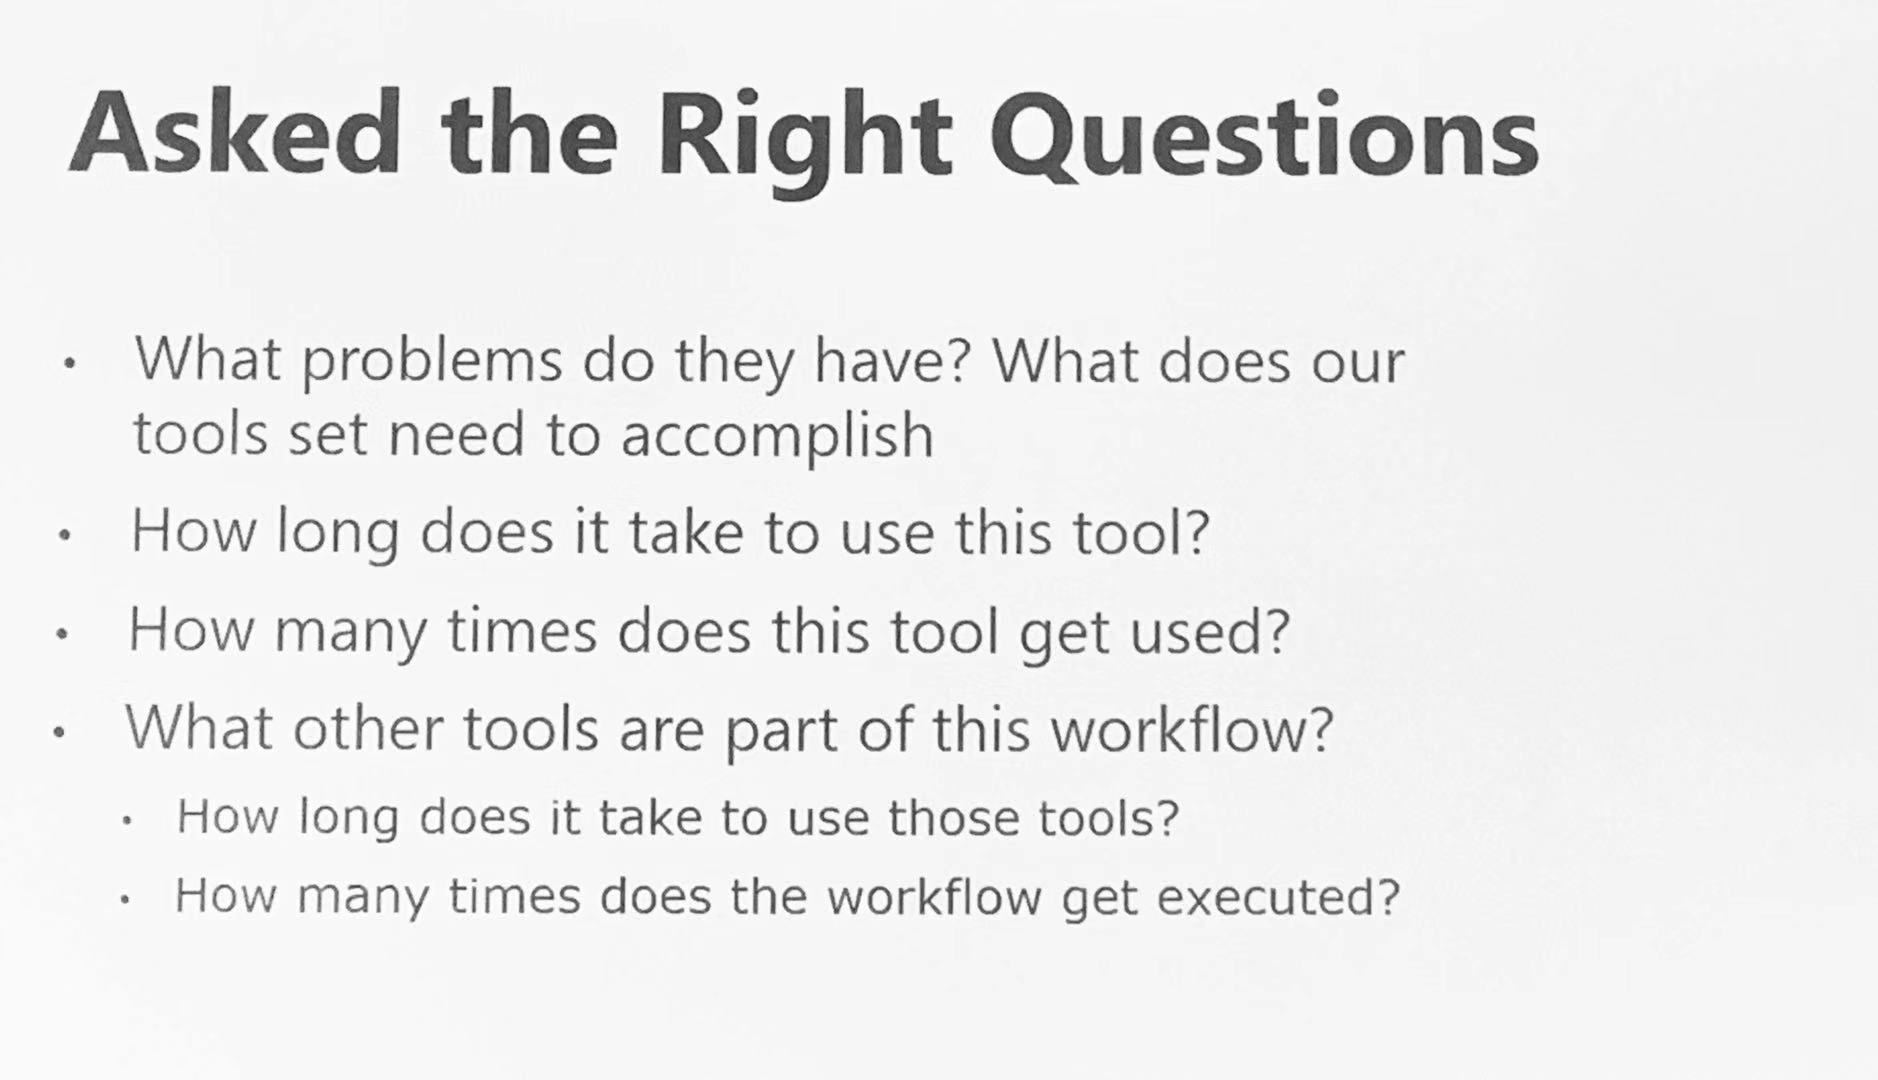 Asked the Right Questions
• What problems do they have? What does our
tools set need to accomplish
• How long does it take to use this tool?
• How many times does this tool get used?
• What other tools are part of this workflow?
• How long does it take to use those tools?
• How many times does the workflow get executed?